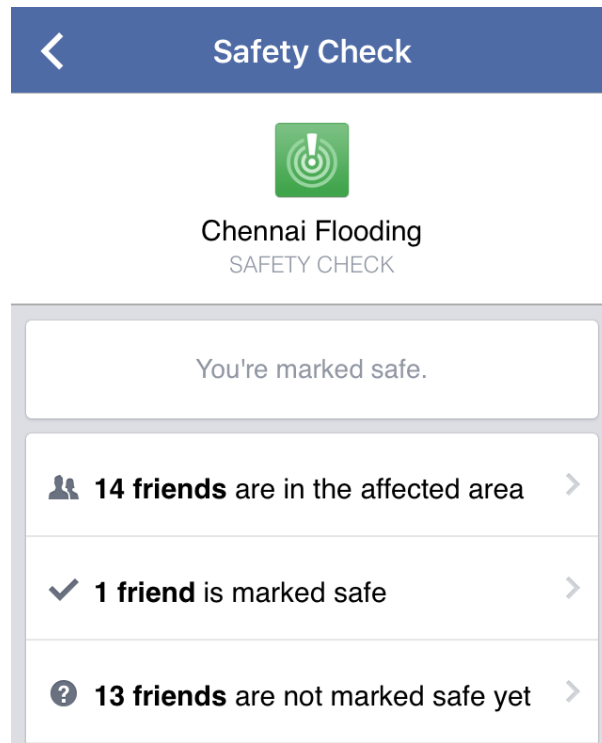 Safety Check
Chennai Flooding
SAFETY CHECK
You're marked safe.
14 friends are in the affected area
1 friend is marked safe
13 friends are not marked safe yet